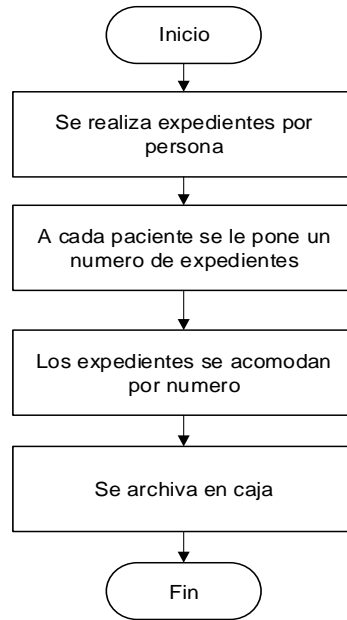 Inicio
Se realiza expedientes por
persona
A cada paciente se le pone un
numero de expedientes
Los expedientes se acomodan
por numero
Se archiva en caja
Fin